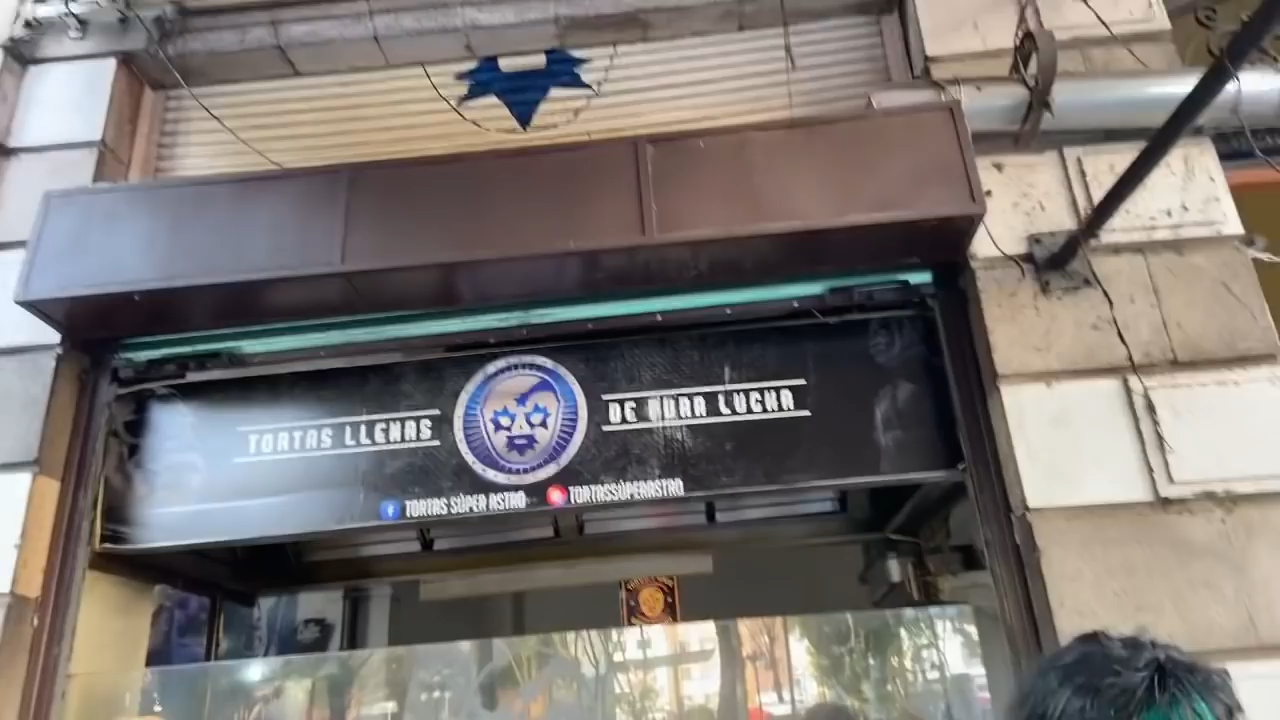 TORTAS LLENAS
DE PURA LUCHA
TORTAS SÚPER ASTRO
TORTASSÚPERASTRO